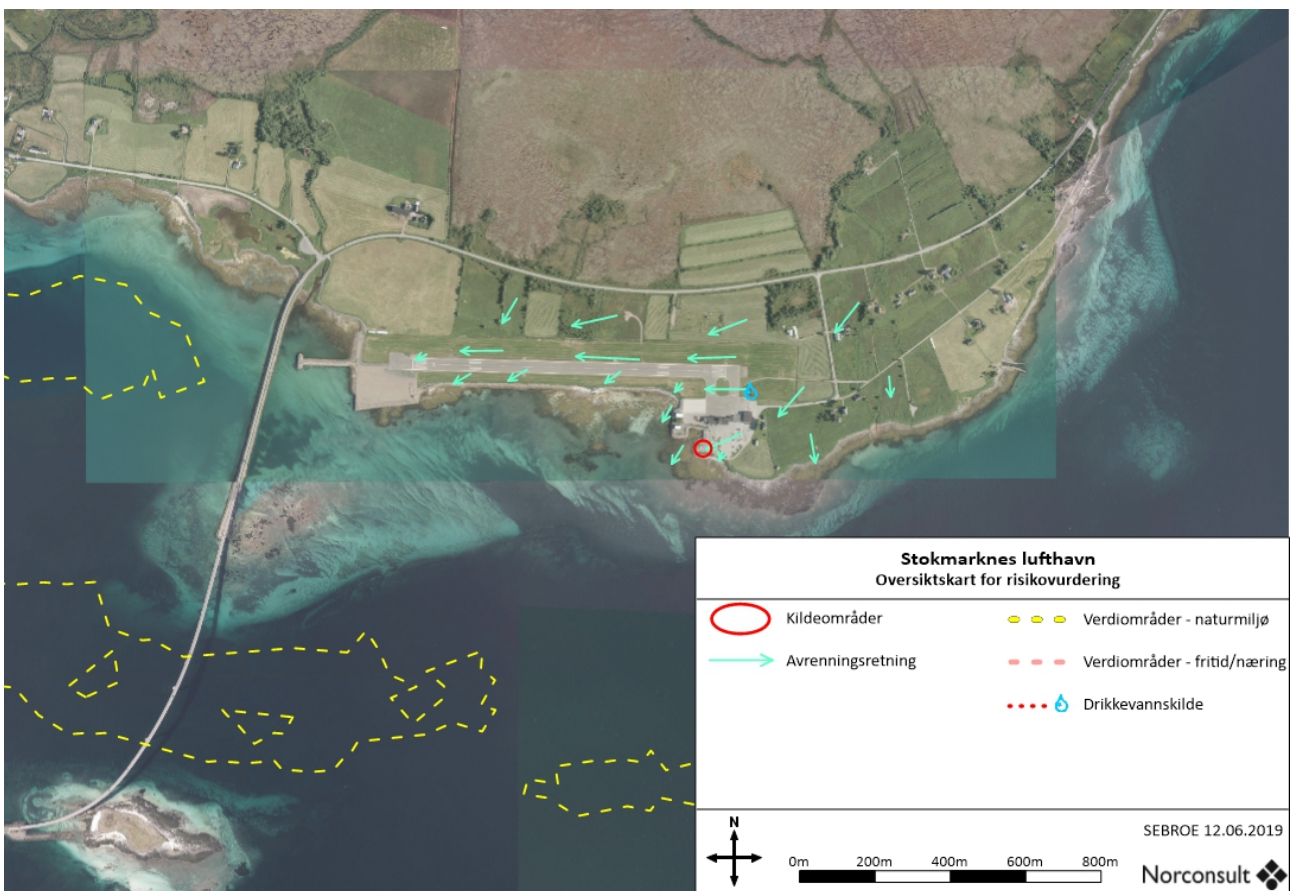 Stokmarknes lufthavn
Oversiktskart for risikovurdering
Kildeområder
Verdiområder - naturmiljø
Avrenningsretning
Verdiområder - fritid/næring
Drikkevannskilde
N
SEBROE 12.06.2019
0m 200m 400m 600m 800m
Norconsult